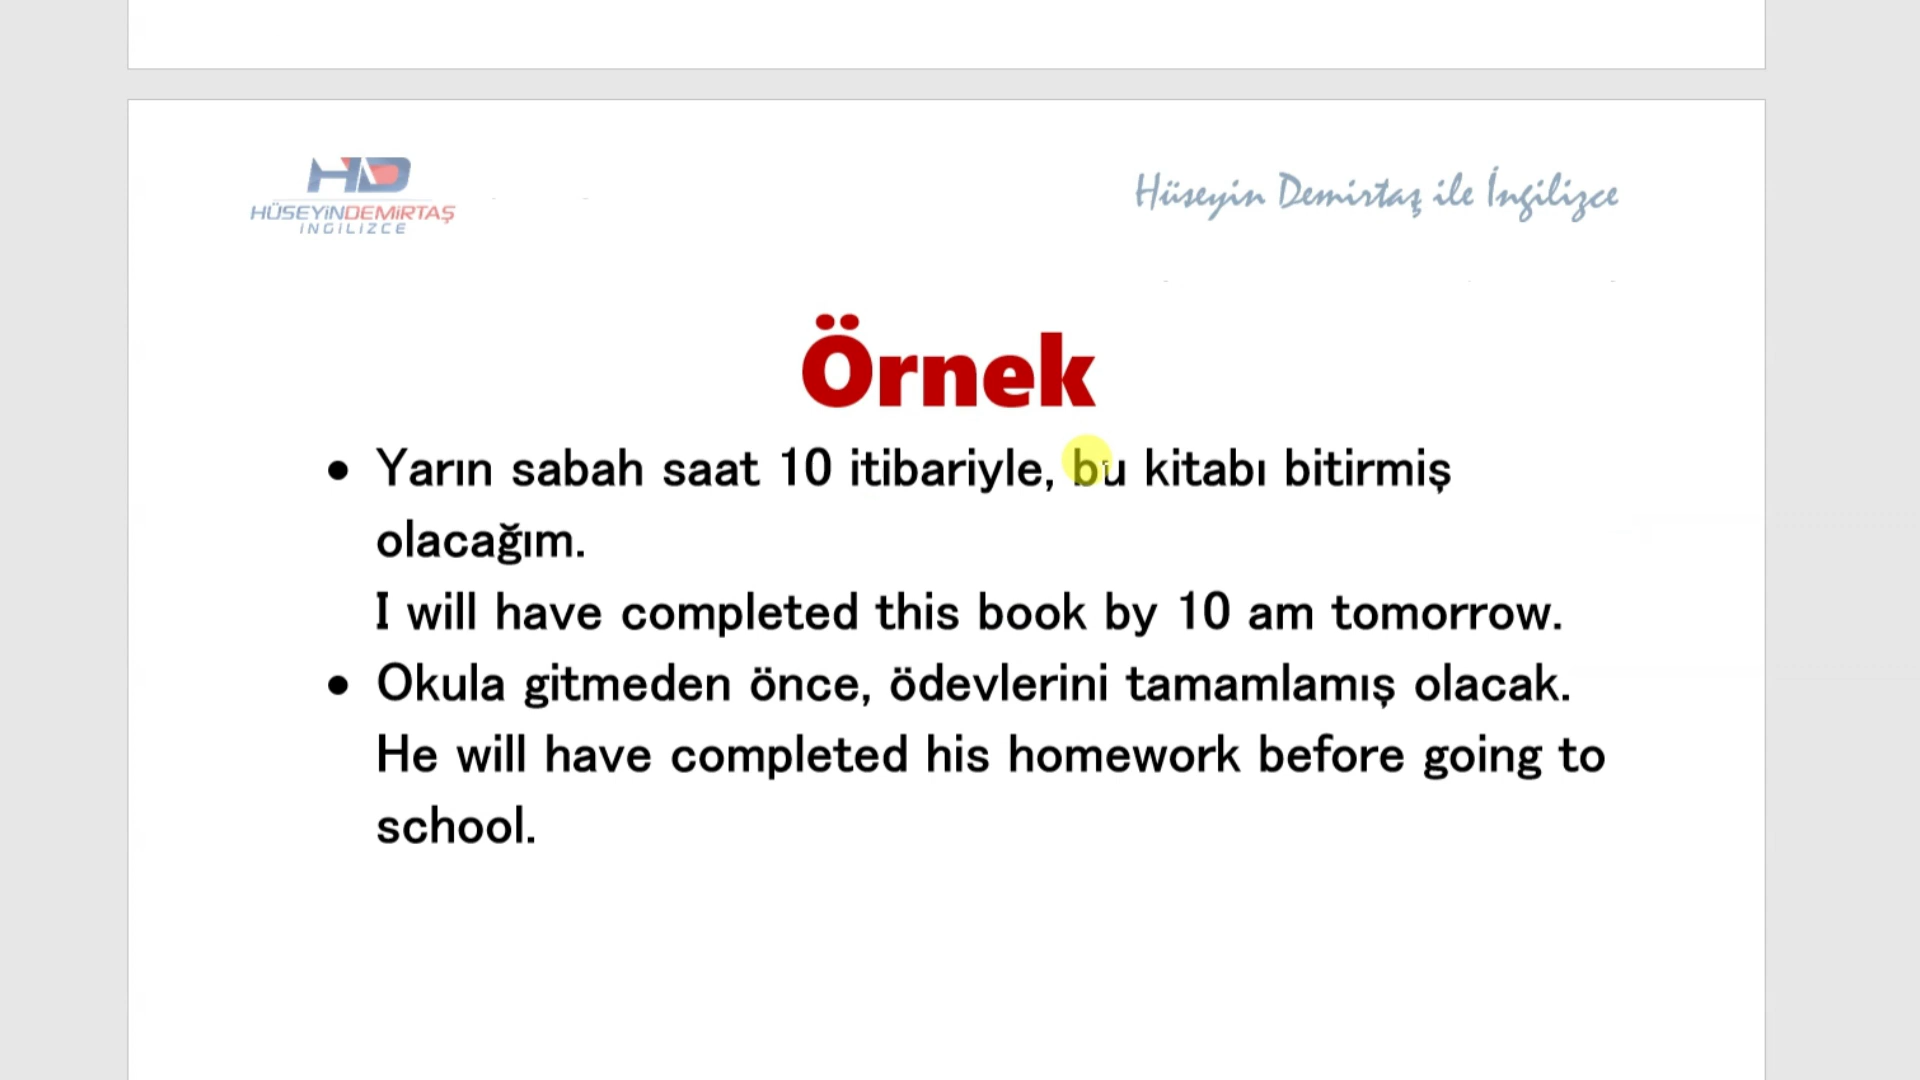 HD
HÜSEYİNDEMİRTAŞ
İNGİLİZCE
Hüseyin Demirtaş ile İngilizce
Örnek
• Yarın sabah saat 10 itibariyle, bu kitabı bitirmiş
olacağım.
I will have completed this book by 10 am tomorrow.
• Okula gitmeden önce, ödevlerini tamamlamış olacak.
He will have completed his homework before going to
school.